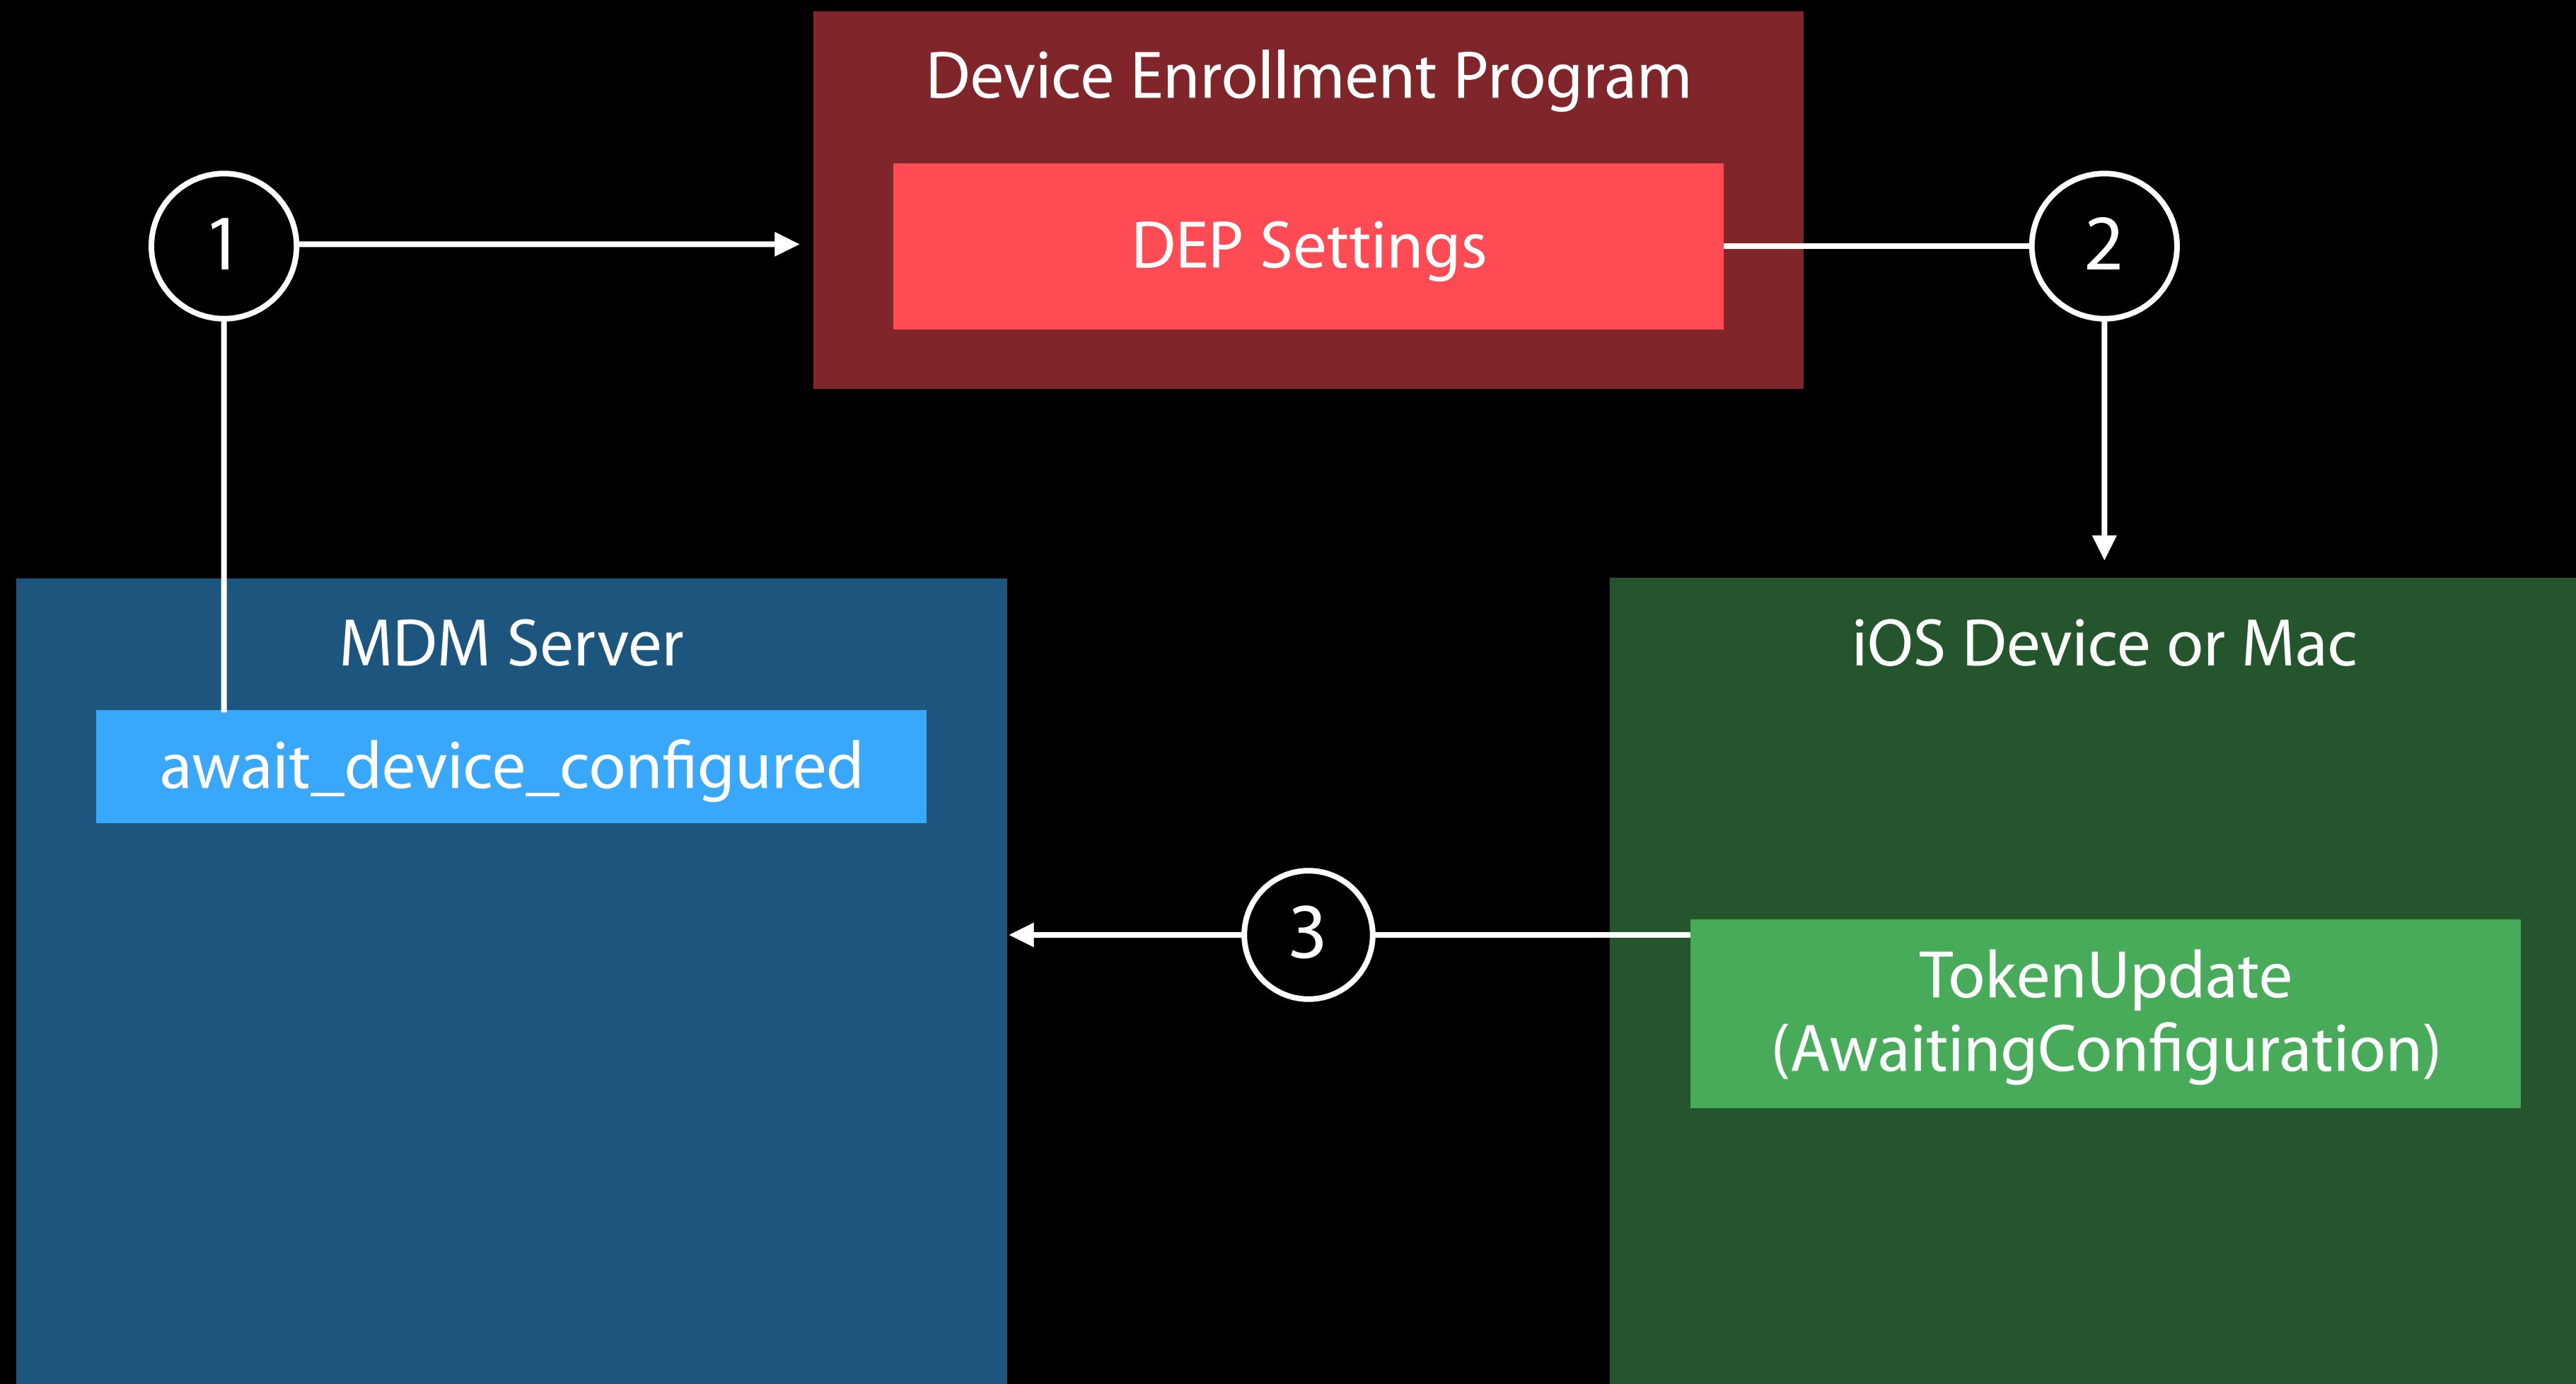 Device Enrollment Program
DEP Settings
1
2
MDM Server
await_device_configured
iOS Device or Mac
3
TokenUpdate
(AwaitingConfiguration)